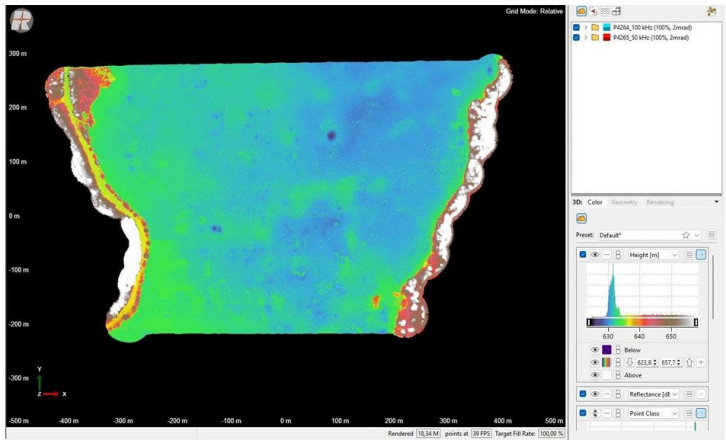 Grid Mode: Relative
300 m
200 m
100 m
0 m
-100 m
-200 m
-300 m
Y
Z
X
-500 m -400 m -300 m -200 m -100 m 0 m 100 m 200 m 300 m 400 m 500 m
Rendered 18,34 M points at 39 FPS Target Fill Rate: 100,00 %
P4264_100 kHz (100%, 2mrad)
P4265_50 kHz (100%, 2mrad)
3D: Color Geometry Rendering
Preset: Default*
Height [m]
630 640 650
Below
623,8 657,7
Above
Reflectance [dB
Point Class